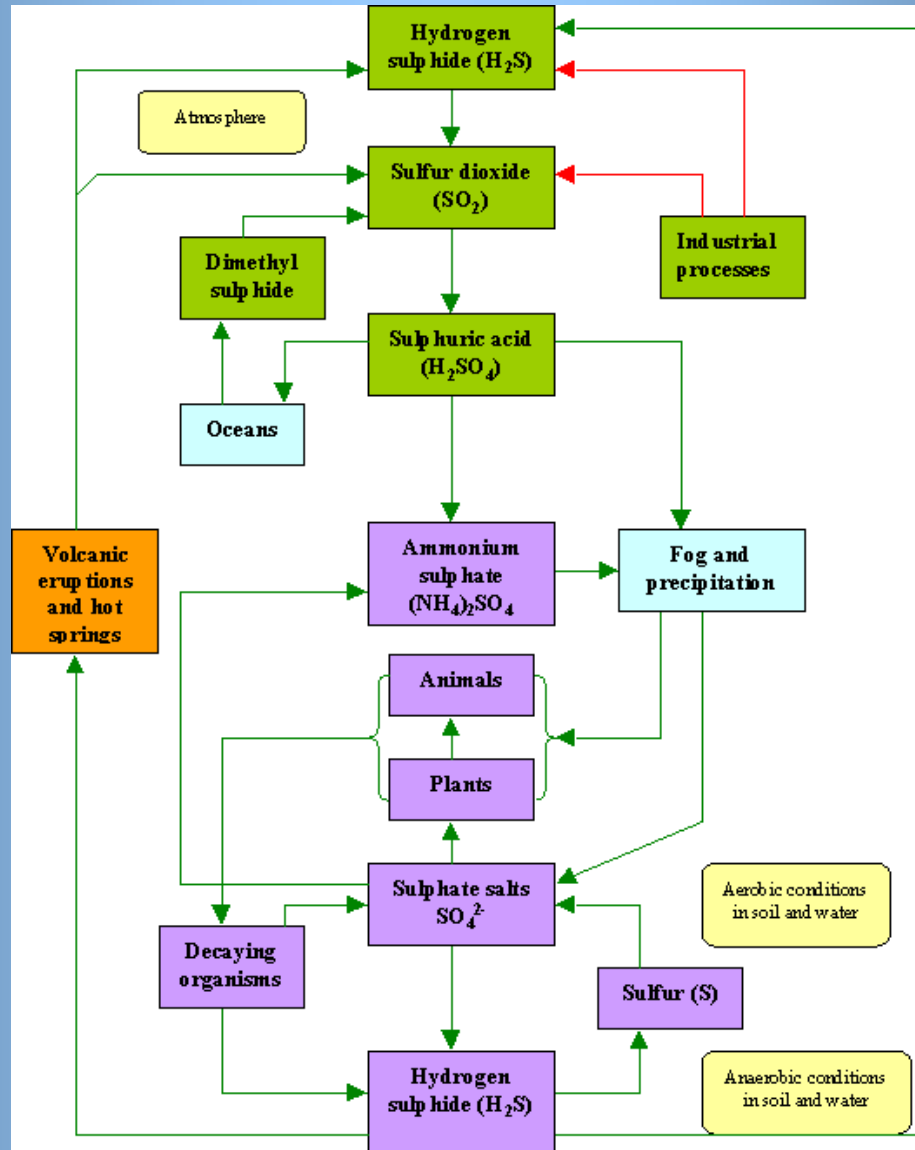 Hydrogen
sulphide (H₂S)
Atmosphere
Sulfur dioxide
(SO₂)
Industrial
processes
Dimethyl
sulphide
Sulphuric acid
(H₂SO₄)
Oceans
Volcanic
eruptions
and hot
springs
Ammonium
sulphate
(NH₄)₂SO₄
Fog and
precipitation
Animals
Plants
Sulphate salts
SO₄²⁻
Aerobic conditions
in soil and water
Decaying
organisms
Sulfur (S)
Hydrogen
sulphide (H₂S)
Anaerobic conditions
in soil and water